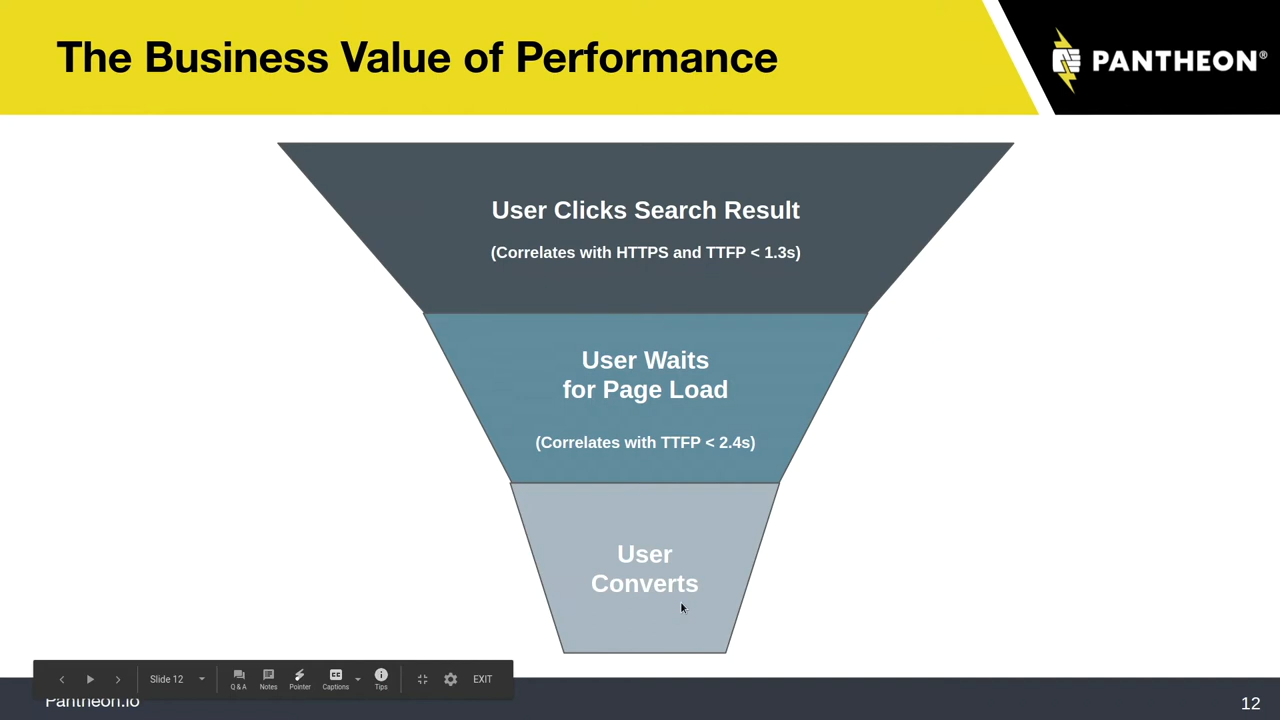 The Business Value of Performance
PANTHEON®
User Clicks Search Result
(Correlates with HTTPS and TTFP < 1.3s)
User Waits
for Page Load
(Correlates with TTFP < 2.4s)
User
Converts
Slide 12
Q & A
Notes
Pointer
CC
Captions
Tips
EXIT
Pantheon.io
12